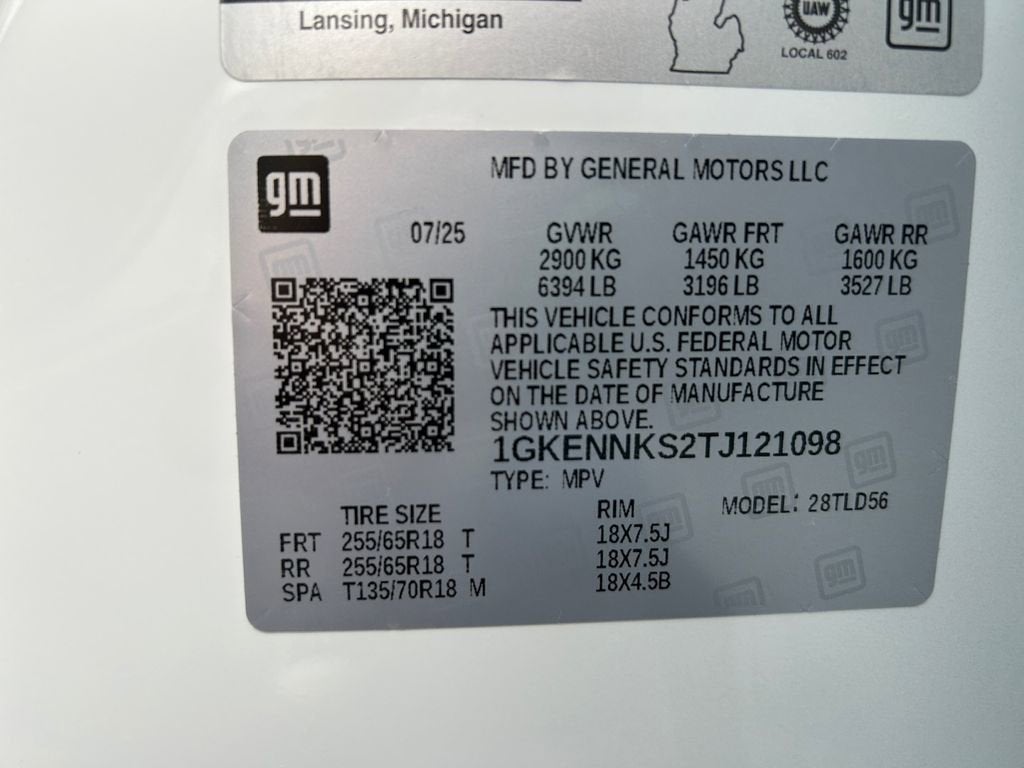 Lansing, Michigan
UAW
LOCAL 602
gm
gm
MFD BY GENERAL MOTORS LLC
07/25
GVWR GAWR FRT GAWR RR
2900 KG 1450 KG 1600 KG
6394 LB 3196 LB 3527 LB
THIS VEHICLE CONFORMS TO ALL
APPLICABLE U.S. FEDERAL MOTOR
VEHICLE SAFETY STANDARDS IN EFFECT
ON THE DATE OF MANUFACTURE
SHOWN ABOVE.
1GKENNKS2TJ121098
TYPE: MPV
MODEL: 28TLD56
TIRE SIZE RIM
FRT 255/65R18 T 18X7.5J
RR 255/65R18 T 18X7.5J
SPA T135/70R18 M 18X4.5B